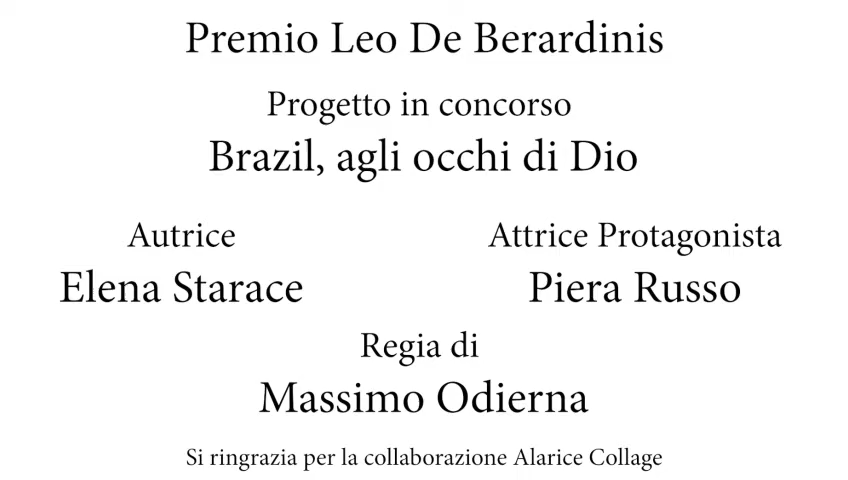 Premio Leo De Berardinis
Progetto in concorso
Brazil, agli occhi di Dio
Autrice
Elena Starace
Attrice Protagonista
Piera Russo
Regia di
Massimo Odierna
Si ringrazia per la collaborazione Alarice Collage